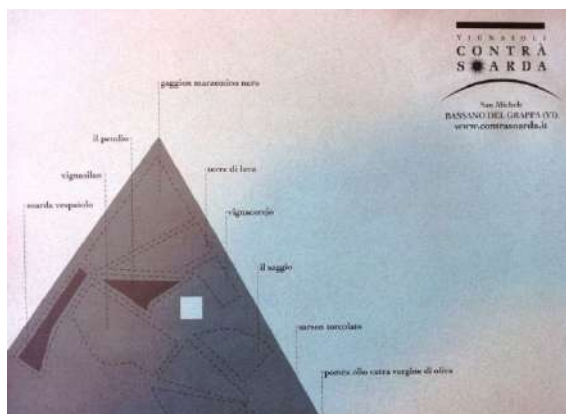 VIGNAIOLI
CONTRÀ
SOARDA
San Michele
BASSANO DEL GRAPPA (VI)
www.contrasoarda.it
gaggion marzemino nero
il pendio
vignasilan
soarda vespaiolo
terre di lava
vignacorejo
il saggio
sarson torcolato
pomea olio extra vergine di oliva